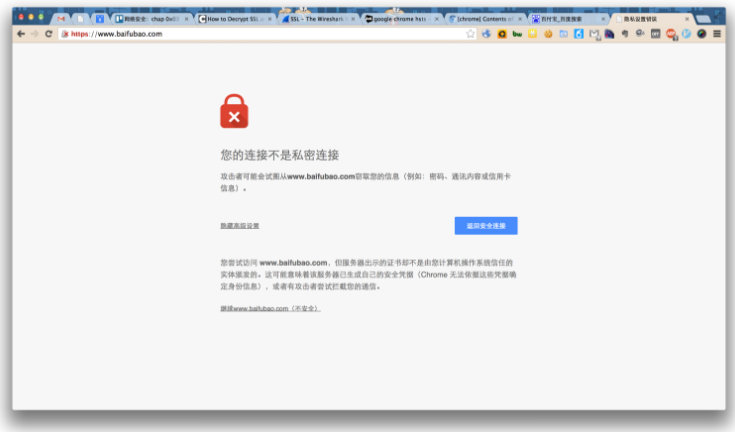 网络安全: chap 0x03
How to Decrypt SSL
SSL - The Wireshark
google chrome hsts
[chrome] Contents of
百付宝_百度搜索
隐私设置错误
https://www.baifubao.com
您的连接不是私密连接
攻击者可能会试图从www.baifubao.com窃取您的信息（例如：密码、通讯内容或信用卡
信息）。
隐藏高级设置
返回安全连接
您尝试访问 www.baifubao.com，但服务器出示的证书却不是由您计算机操作系统信任的
实体颁发的。这可能意味着该服务器已生成自己的安全凭据（Chrome 无法依赖这些凭据确
定身份信息），或者有攻击者尝试拦截您的通信。
继续www.baifubao.com（不安全）